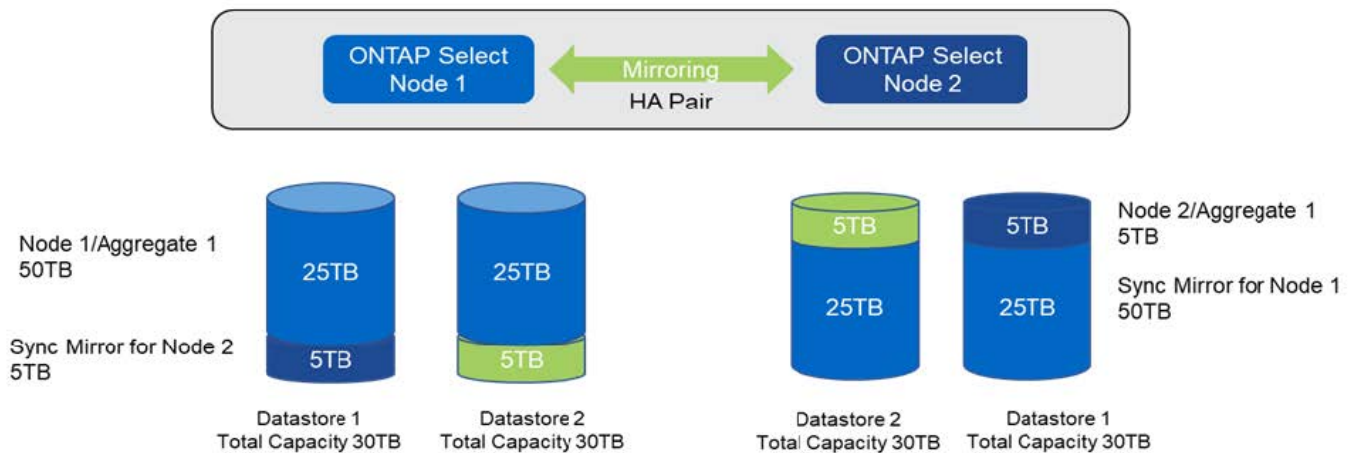 ONTAP Select
Node 1
Mirroring
HA Pair
ONTAP Select
Node 2
Node 1/Aggregate 1
50TB
25TB
25TB
Sync Mirror for Node 2
5TB
5TB
5TB
Datastore 1
Total Capacity 30TB
Datastore 2
Total Capacity 30TB
5TB
5TB
25TB
25TB
Node 2/Aggregate 1
5TB
Sync Mirror for Node 1
50TB
Datastore 2
Total Capacity 30TB
Datastore 1
Total Capacity 30TB